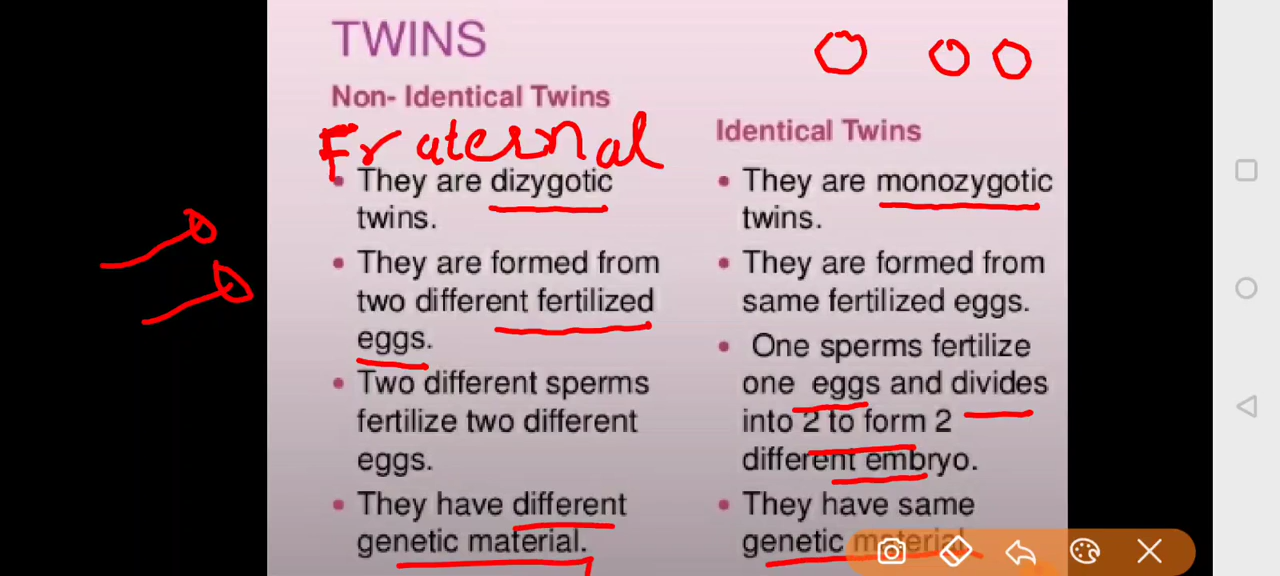 TWINS
Non- Identical Twins
Fraternal
• They are dizygotic
twins.
• They are formed from
two different fertilized
eggs.
• Two different sperms
fertilize two different
eggs.
• They have different
genetic material.
Identical Twins
• They are monozygotic
twins.
• They are formed from
same fertilized eggs.
• One sperms fertilize
one eggs and divides
into 2 to form 2
different embryo.
• They have same
genetic material.